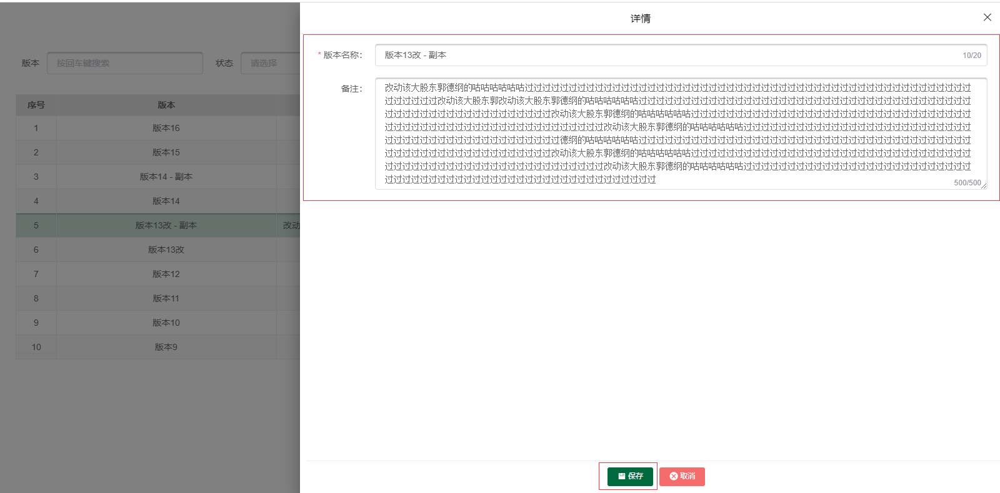 详情
版本
按回车键搜索
状态
请选择
* 版本名称：
版本13改 - 副本
10/20
备注：
改动该大股东郭德纲的咕咕咕咕咕咕过过过过过过过过过过过过过过过过过过过过过过过过过过过过过过过过过过过过过过过过过过过过过过过过过过过
过过过过过过改动该大股东郭改动该大股东郭德纲的咕咕咕咕咕咕过过过过过过过过过过过过过过过过过过过过过过过过过过过过过过过过过过过过过过
过过过过过过过过过过过过过过过过过过过改动该大股东郭德纲的咕咕咕咕咕咕过过过过过过过过过过过过过过过过过过过过过过过过过过过过过过过过
过过过过过过过过过过过过过过过过过过过过过过过过过改动该大股东郭德纲的咕咕咕咕咕咕过过过过过过过过过过过过过过过过过过过过过过过过过过
过过过过过过过过过过过过过过过过过过过过德纲的咕咕咕咕咕咕过过过过过过过过过过过过过过过过过过过过过过过过过过过过过过过过过过过过过过
过过过过过过过过过过过过过过过过过过过改动该大股东郭德纲的咕咕咕咕咕咕过过过过过过过过过过过过过过过过过过过过过过过过过过过过过过过过
过过过过过过过过过过过过过过过过过过过过过过过过过改动该大股东郭德纲的咕咕咕咕咕咕过过过过过过过过过过过过过过过过过过过过过过过过过过
过过过过过过过过过过过过过过过过过过过过过过过过过过过过过过过
500/500
序号 版本
1 版本16
2 版本15
3 版本14 - 副本
4 版本14
5 版本13改 - 副本 改动
6 版本13改
7 版本12
8 版本11
9 版本10
10 版本9
保存 取消